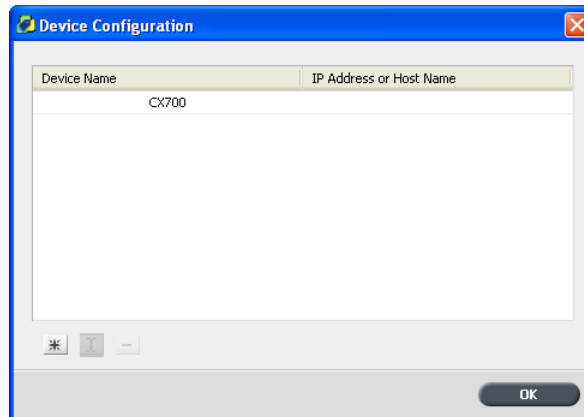 Device Configuration
Device Name IP Address or Host Name
CX700
OK